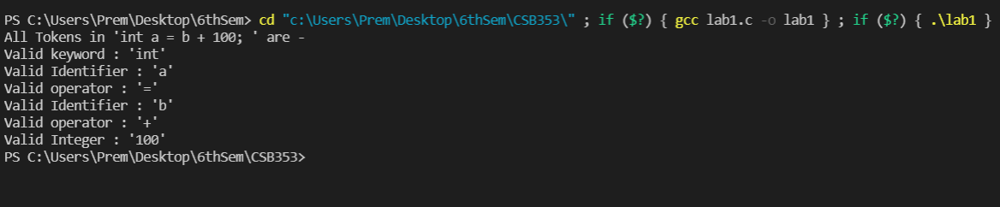 PS C:\Users\Prem\Desktop\6thSem> cd "c:\Users\Prem\Desktop\6thSem\CSB353\" ; if ($?) { gcc lab1.c -o lab1 } ; if ($?) { .\lab1 }
All Tokens in 'int a = b + 100; ' are -
Valid keyword : 'int'
Valid Identifier : 'a'
Valid operator : '='
Valid Identifier : 'b'
Valid operator : '+'
Valid Integer : '100'
PS C:\Users\Prem\Desktop\6thSem\CSB353>